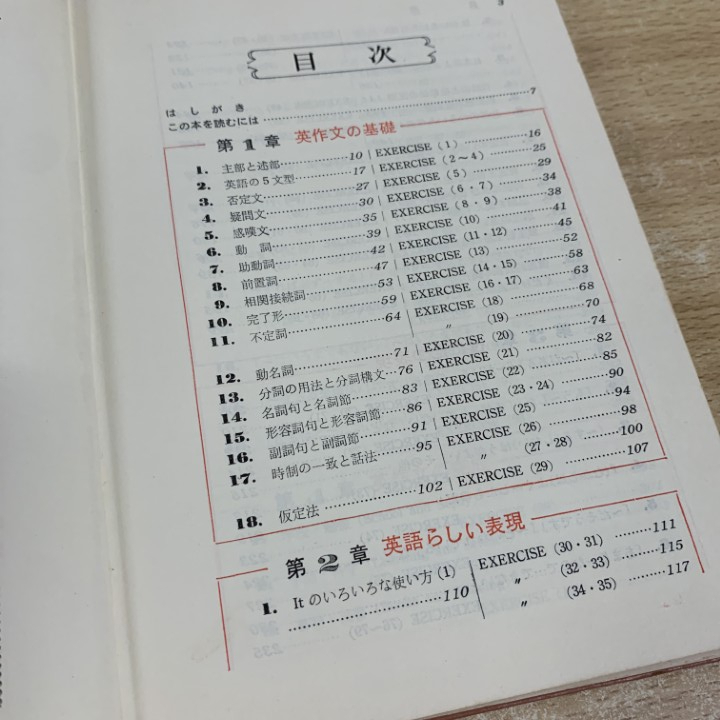 3
目次
はしがき
この本を読むには……7
第1章 英作文の基礎
1. 主部と述部……10 EXERCISE (1)……16
2. 英語の5文型……17 EXERCISE (2〜4)……25
3. 否定文……27 EXERCISE (5)……29
4. 疑問文……30 EXERCISE (6・7)……34
5. 感嘆文……35 EXERCISE (8・9)……38
6. 動詞……39 EXERCISE (10)……41
7. 助動詞……42 EXERCISE (11・12)……45
8. 前置詞……47 EXERCISE (13)……52
9. 相関接続詞……53 EXERCISE (14・15)……58
10. 完了形……59 EXERCISE (16・17)……63
11. 不定詞……64 EXERCISE (18)……68
〃 (19)……70
12. 動名詞……71 EXERCISE (20)……74
13. 分詞の用法と分詞構文…76 EXERCISE (21)……82
14. 名詞句と名詞節……83 EXERCISE (22)……85
15. 形容詞句と形容詞節……86 EXERCISE (23・24)……90
16. 副詞句と副詞節……91 EXERCISE (25)……94
17. 時制の一致と話法……95 EXERCISE (26)……98
〃 (27・28)……100
18. 仮定法……102 EXERCISE (29)……107
第2章 英語らしい表現
1. Itのいろいろな使い方(1)……110 EXERCISE (30・31)……111
〃 (32・33)……115
〃 (34・35)……117